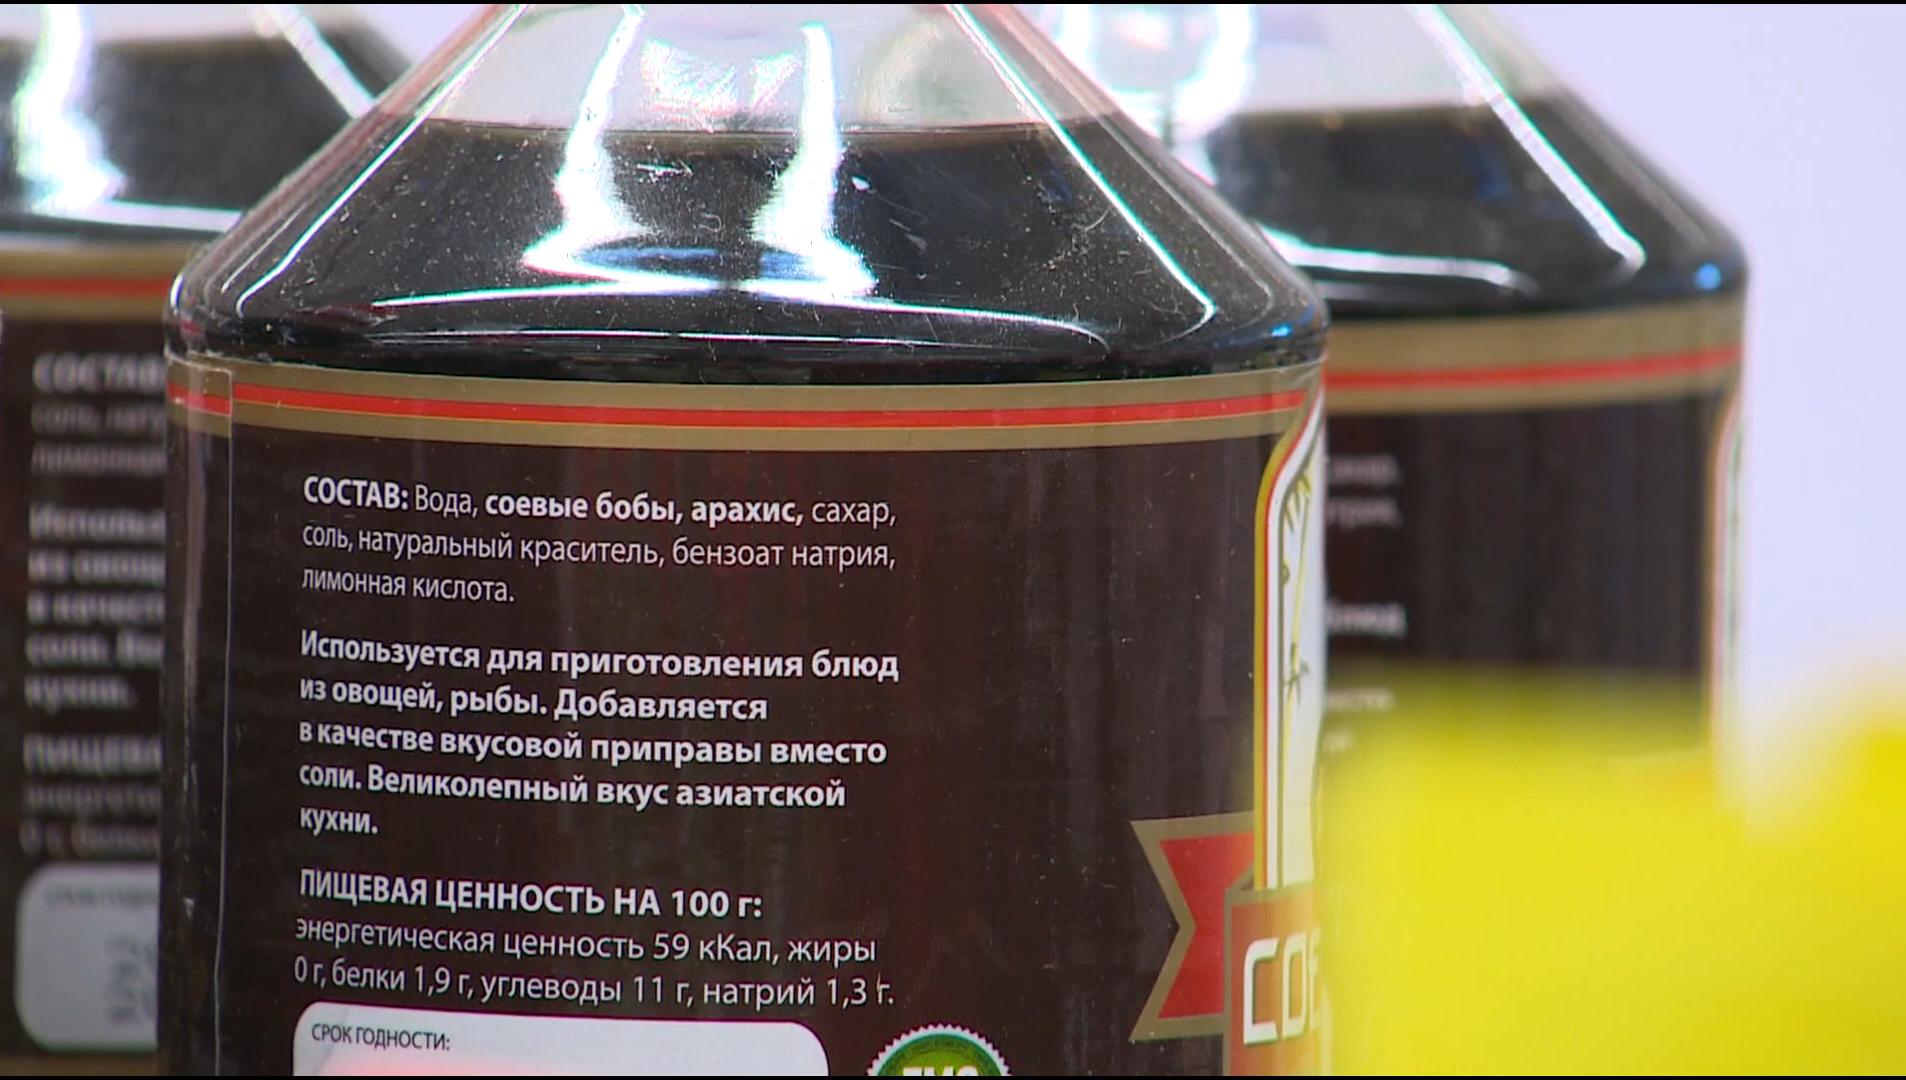 СОСТАВ: Вода, соевые бобы, арахис, сахар,
соль, натуральный краситель, бензоат натрия,
лимонная кислота.
Используется для приготовления блюд
из овощей, рыбы. Добавляется
в качестве вкусовой приправы вместо
соли. Великолепный вкус азиатской
кухни.
ПИЩЕВАЯ ЦЕННОСТЬ НА 100 г:
энергетическая ценность 59 кКал, жиры
0 г, белки 1,9 г, углеводы 11 г, натрий 1,3 г.
СРОК ГОДНОСТИ: